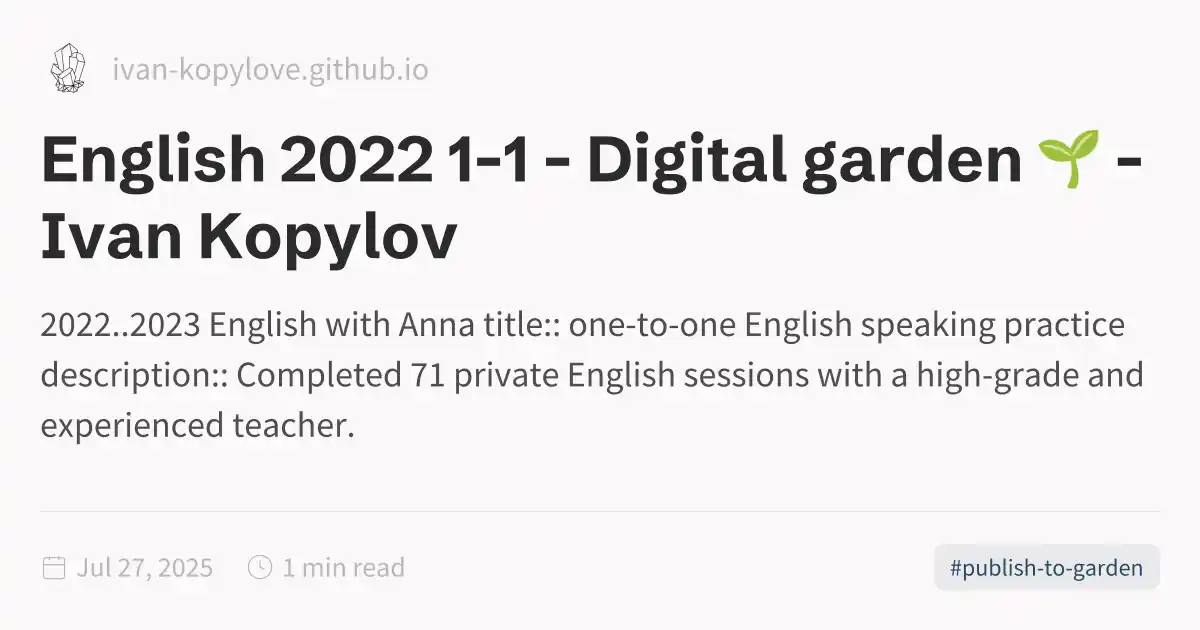 ivan-kopylove.github.io
English 2022 1-1 - Digital garden 🌱 -
Ivan Kopylov
2022..2023 English with Anna title:: one-to-one English speaking practice
description:: Completed 71 private English sessions with a high-grade and
experienced teacher.
Jul 27, 2025 1 min read
#publish-to-garden